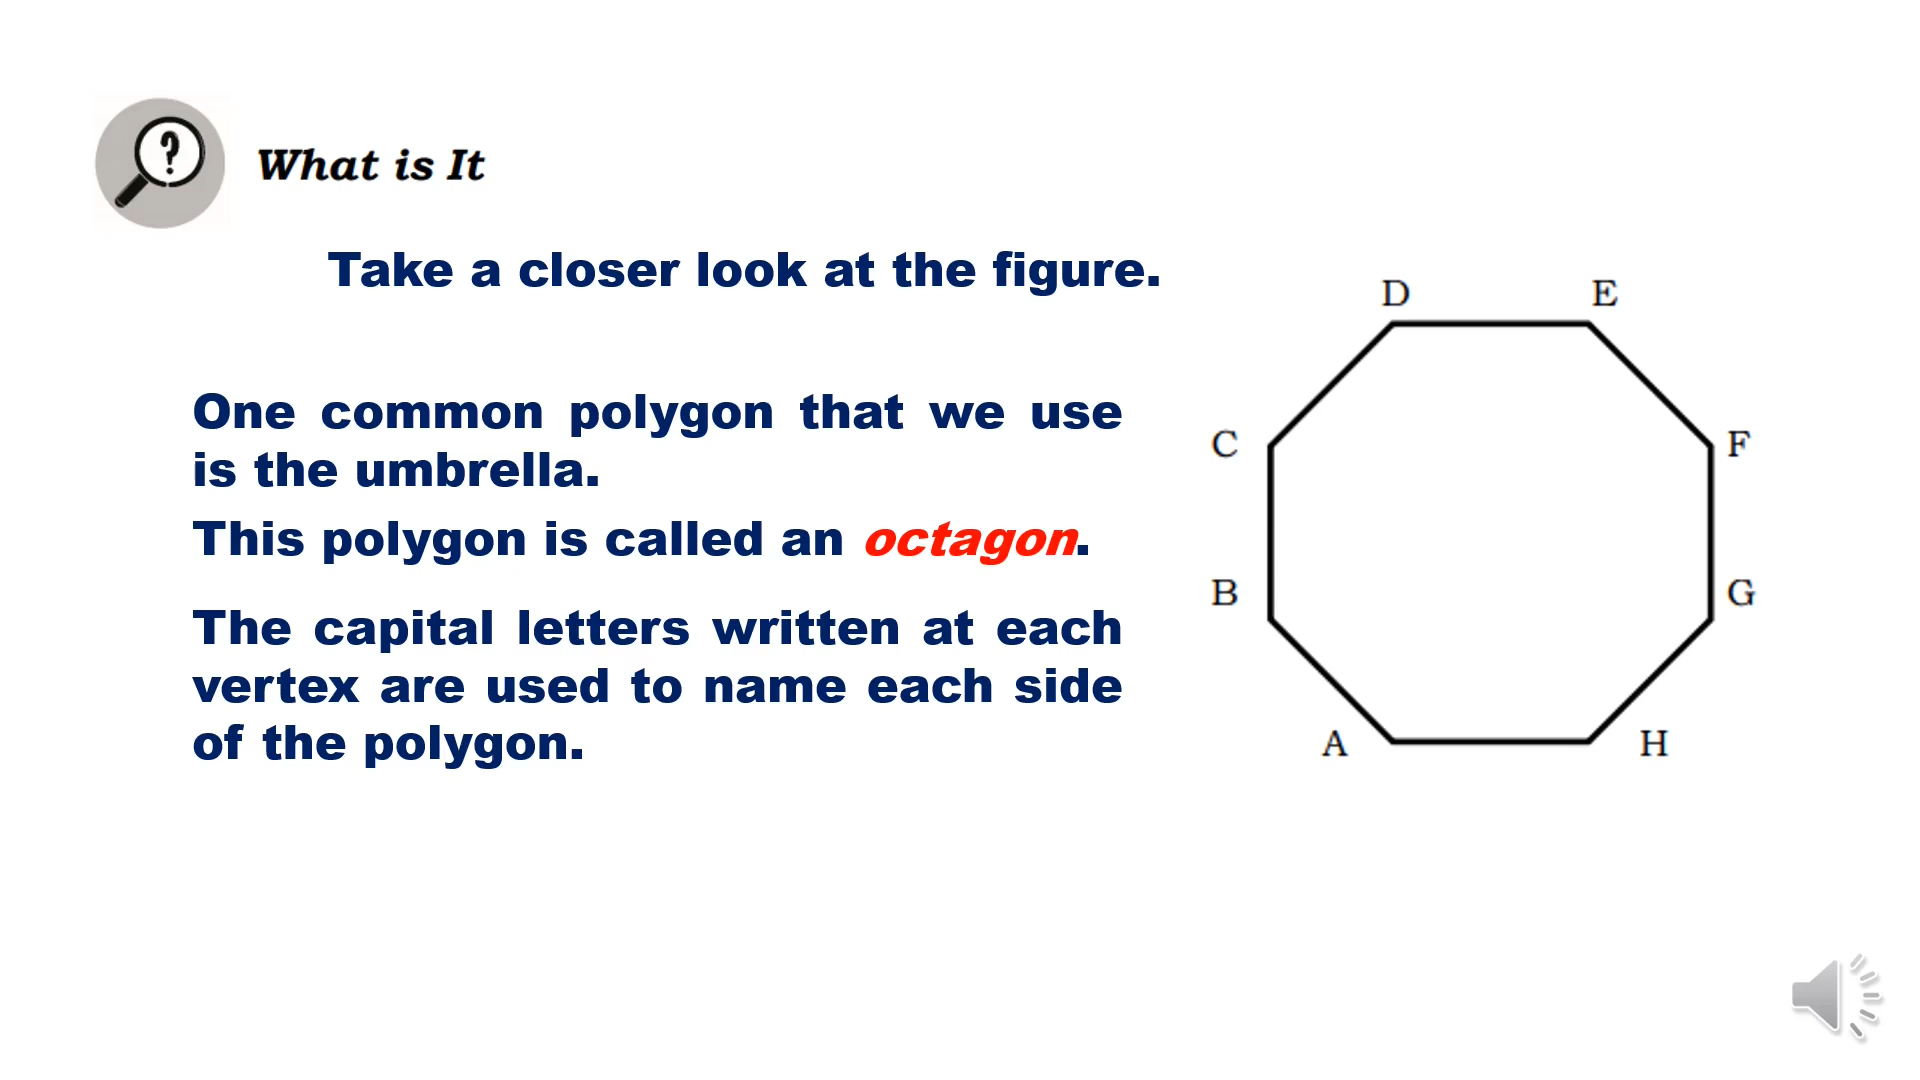 ?
What is It
Take a closer look at the figure.
One common polygon that we use
is the umbrella.
This polygon is called an octagon.
The capital letters written at each
vertex are used to name each side
of the polygon.
D E
C F
B G
A H